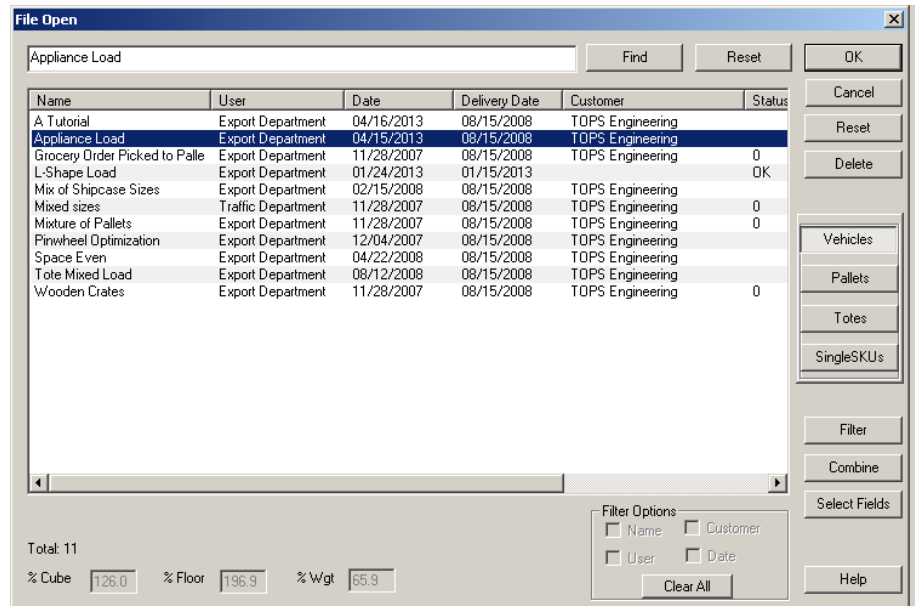 File Open
Appliance Load Find Reset OK
Cancel
Reset
Delete
Name User Date Delivery Date Customer Status
A Tutorial Export Department 04/16/2013 08/15/2008 TOPS Engineering
Appliance Load Export Department 04/15/2013 08/15/2008 TOPS Engineering
Grocery Order Picked to Palle Export Department 11/28/2007 08/15/2008 TOPS Engineering 0
L-Shape Load Export Department 01/24/2013 01/15/2013 OK
Mix of Shipcase Sizes Export Department 02/15/2008 08/15/2008 TOPS Engineering
Mixed sizes Traffic Department 11/28/2007 08/15/2008 TOPS Engineering 0
Mixture of Pallets Export Department 11/28/2007 08/15/2008 TOPS Engineering 0
Pinwheel Optimization Export Department 12/04/2007 08/15/2008 TOPS Engineering
Space Even Export Department 04/22/2008 08/15/2008 TOPS Engineering
Tote Mixed Load Export Department 08/12/2008 08/15/2008 TOPS Engineering
Wooden Crates Export Department 11/28/2007 08/15/2008 TOPS Engineering 0
Vehicles
Pallets
Totes
SingleSKUs
Filter
Combine
Select Fields
Filter Options
Name Customer
User Date
Clear All
Total: 11
% Cube 126.0 % Floor 196.9 % Wgt 65.9
Help